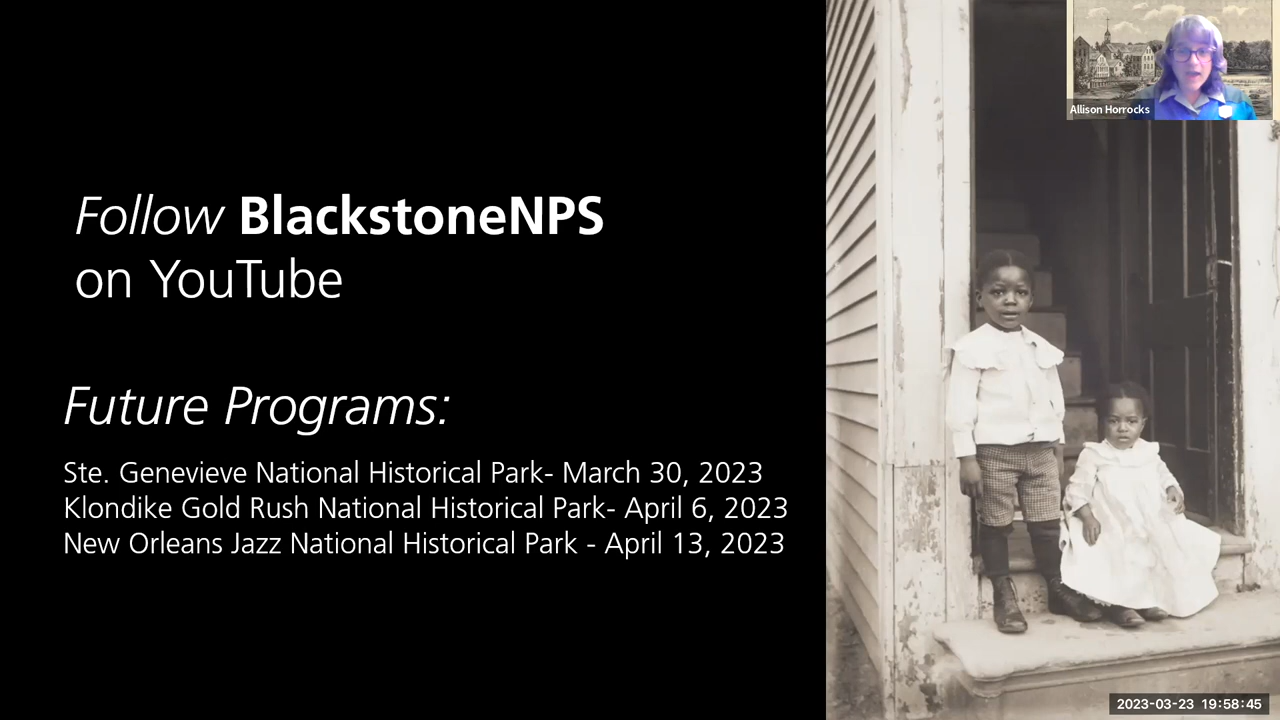 Follow BlackstoneNPS
on YouTube
Future Programs:
Ste. Genevieve National Historical Park- March 30, 2023
Klondike Gold Rush National Historical Park- April 6, 2023
New Orleans Jazz National Historical Park - April 13, 2023
Allison Horrocks
2023-03-23 19:58:45